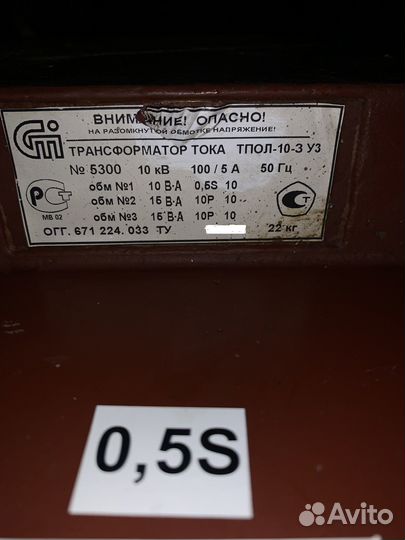 ВНИМАНИЕ! ОПАСНО!
НА РАЗОМКНУТОЙ ОБМОТКЕ НАПРЯЖЕНИЕ!
ТРАНСФОРМАТОР ТОКА ТПОЛ-10-3 У3
№ 5300 10 кВ 100 / 5 А 50 Гц
обм №1 10 В·А 0,5S 10
обм №2 15 В·А 10Р 10
обм №3 15 В·А 10Р 10
МВ 02
ОГГ. 671 224. 033 ТУ 22 кг
0,5S
Avito